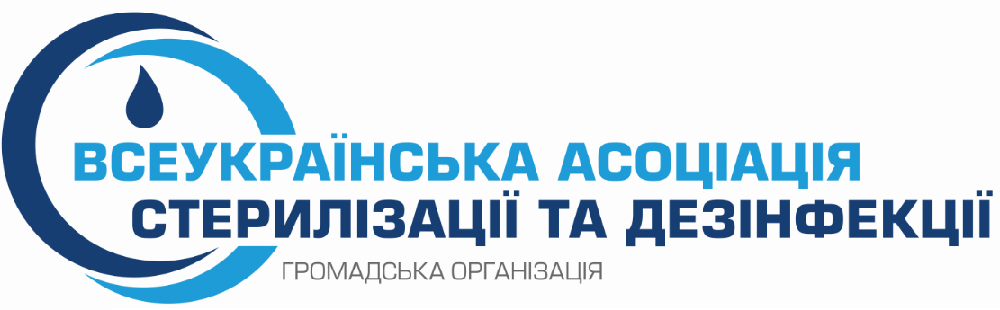 ВСЕУКРАЇНСЬКА АСОЦІАЦІЯ
СТЕРИЛІЗАЦІЇ ТА ДЕЗІНФЕКЦІЇ
ГРОМАДСЬКА ОРГАНІЗАЦІЯ